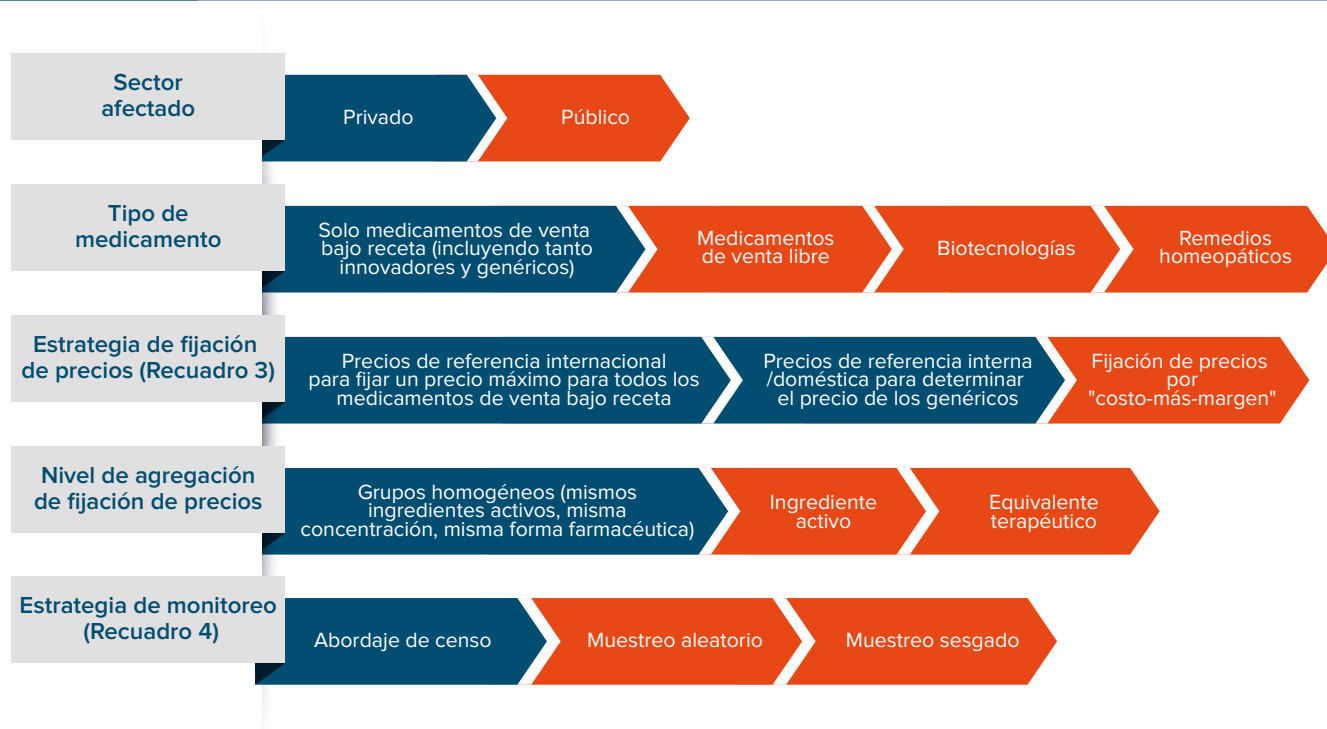 Sector
afectado
Privado
Público
Tipo de
medicamento
Solo medicamentos de venta
bajo receta (incluyendo tanto
innovadores y genéricos)
Medicamentos
de venta libre
Biotecnologías
Remedios
homeopáticos
Estrategia de fijación
de precios (Recuadro 3)
Precios de referencia internacional
para fijar un precio máximo para todos los
medicamentos de venta bajo receta
Precios de referencia interna
/doméstica para determinar
el precio de los genéricos
Fijación de precios
por
"costo-más-margen"
Nivel de agregación
de fijación de precios
Grupos homogéneos (mismos
ingredientes activos, misma
concentración, misma forma farmacéutica)
Ingrediente
activo
Equivalente
terapéutico
Estrategia de monitoreo
(Recuadro 4)
Abordaje de censo
Muestreo aleatorio
Muestreo sesgado